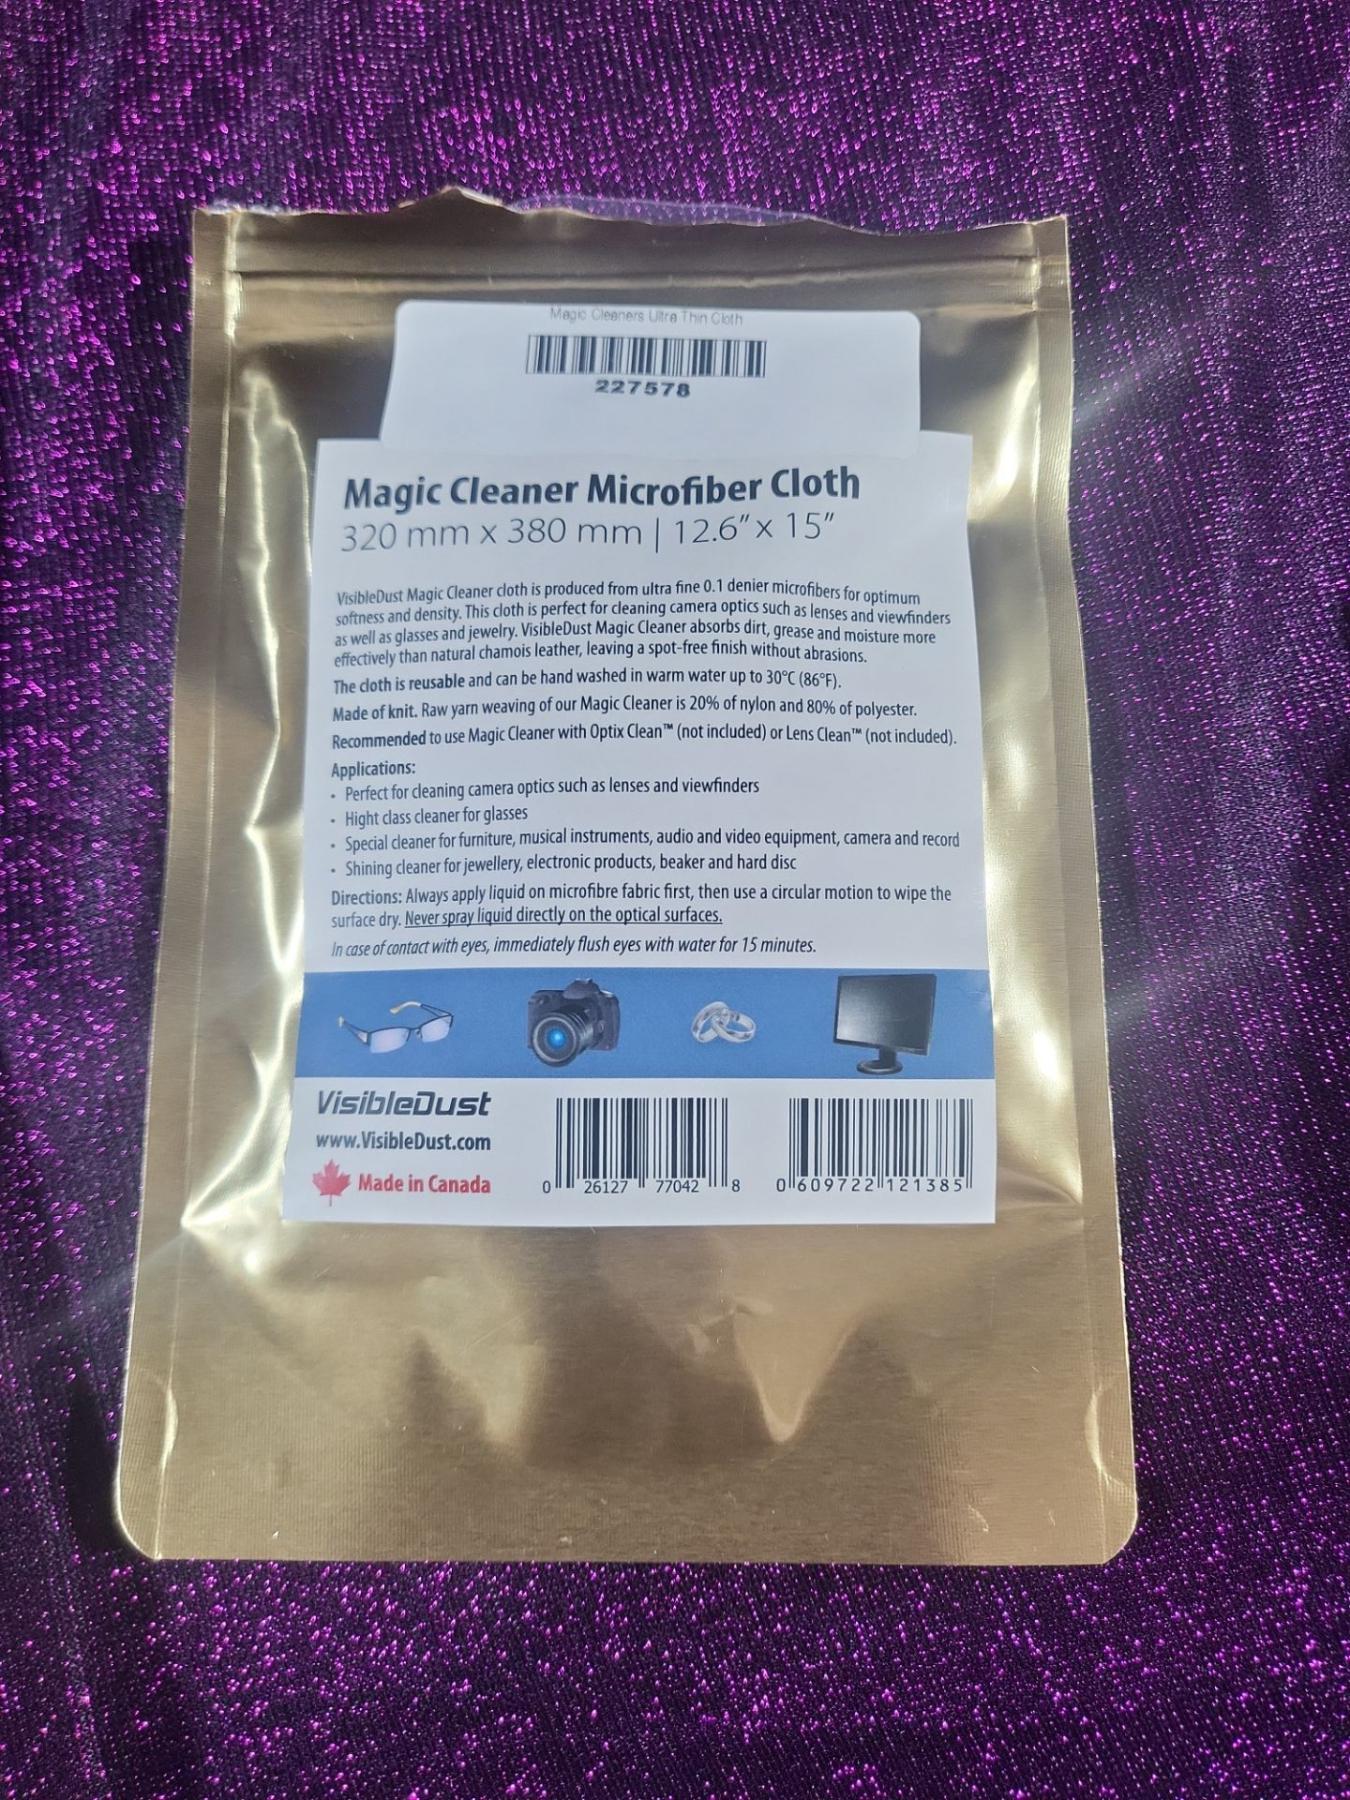 Magic Cleaners Ultra Thin Cloth
227578
Magic Cleaner Microfiber Cloth
320 mm x 380 mm | 12.6" x 15"
VisibleDust Magic Cleaner cloth is produced from ultra fine 0.1 denier microfibers for optimum
softness and density. This cloth is perfect for cleaning camera optics such as lenses and viewfinders
as well as glasses and jewelry. VisibleDust Magic Cleaner absorbs dirt, grease and moisture more
effectively than natural chamois leather, leaving a spot-free finish without abrasions.
The cloth is reusable and can be hand washed in warm water up to 30°C (86°F).
Made of knit. Raw yarn weaving of our Magic Cleaner is 20% of nylon and 80% of polyester.
Recommended to use Magic Cleaner with Optix Clean™ (not included) or Lens Clean™ (not included).
Applications:
• Perfect for cleaning camera optics such as lenses and viewfinders
• Hight class cleaner for glasses
• Special cleaner for furniture, musical instruments, audio and video equipment, camera and record
• Shining cleaner for jewellery, electronic products, beaker and hard disc
Directions: Always apply liquid on microfibre fabric first, then use a circular motion to wipe the
surface dry. Never spray liquid directly on the optical surfaces.
In case of contact with eyes, immediately flush eyes with water for 15 minutes.
VisibleDust
www.VisibleDust.com
Made in Canada
0 26127 77042 8
0 609722 121385